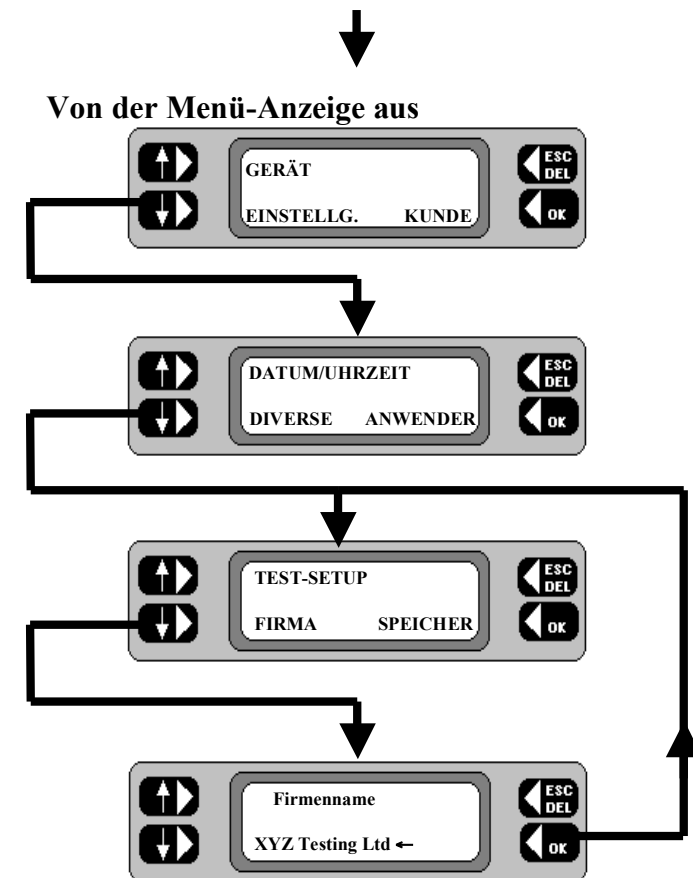 Von der Menü-Anzeige aus
GERÄT
ESC
DEL
EINSTELLG. KUNDE
OK
DATUM/UHRZEIT
ESC
DEL
DIVERSE ANWENDER
OK
TEST-SETUP
ESC
DEL
FIRMA SPEICHER
OK
Firmenname
ESC
DEL
XYZ Testing Ltd ←
OK